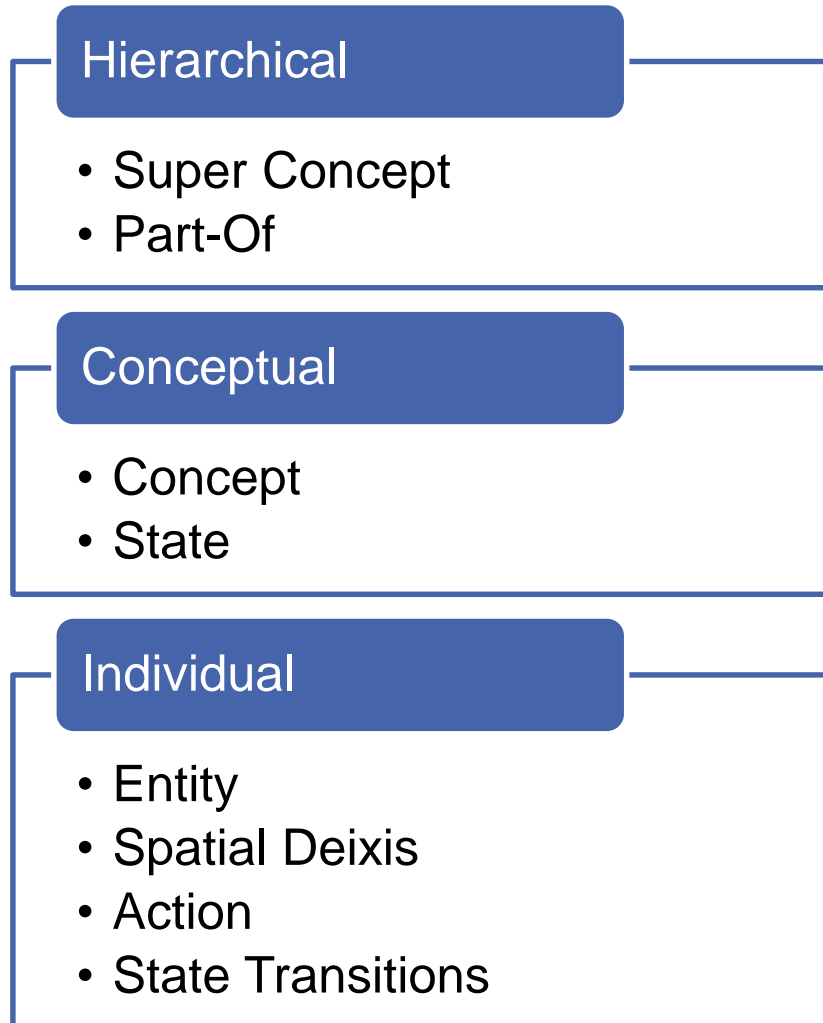 Hierarchical
• Super Concept
• Part-Of
Conceptual
• Concept
• State
Individual
• Entity
• Spatial Deixis
• Action
• State Transitions